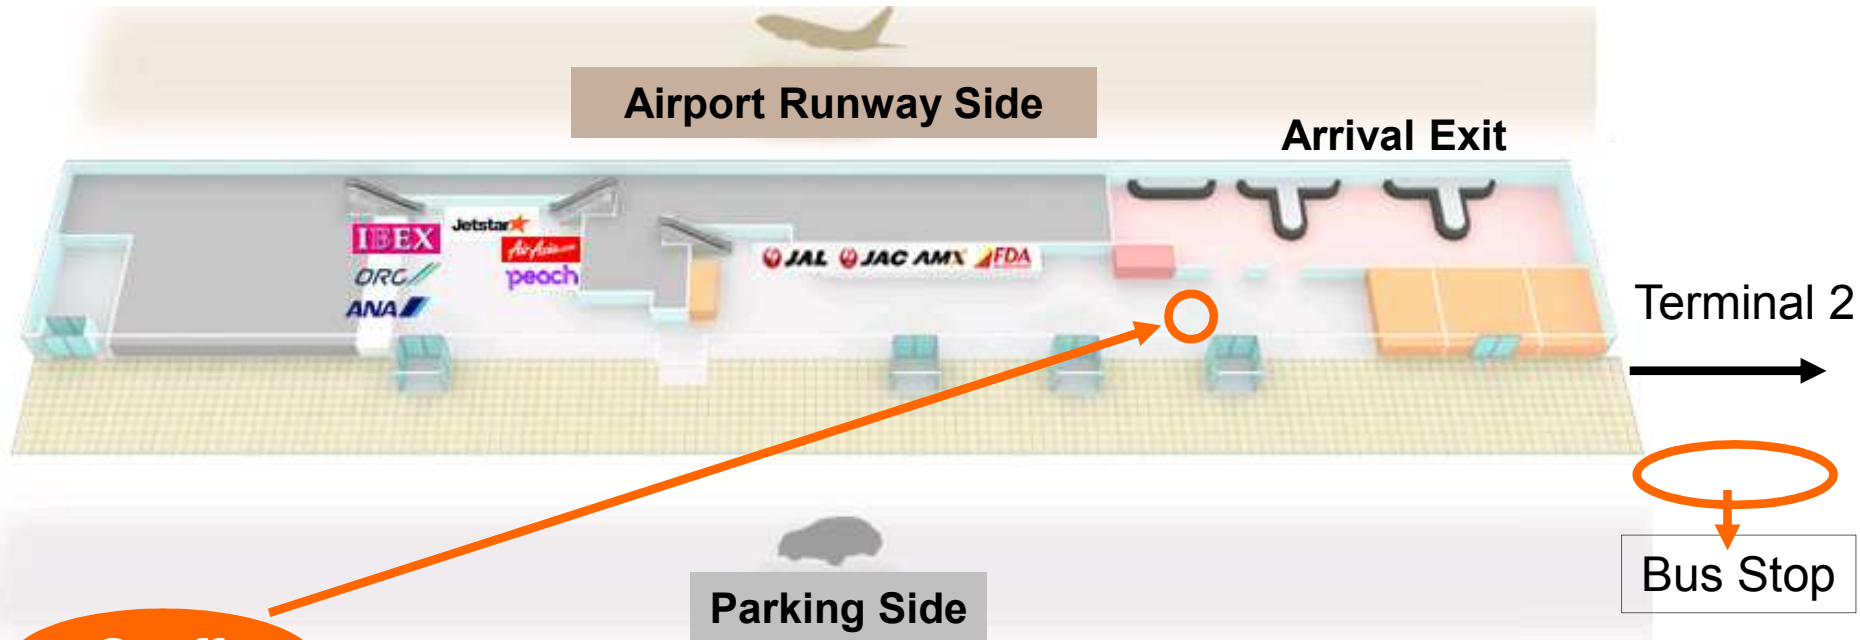 Airport Runway Side
Arrival Exit
IBEX
Jetstar
AirAsia.com
ORC
peach
ANA
JAL JAC AMX FDA
Terminal 2
Bus Stop
Parking Side